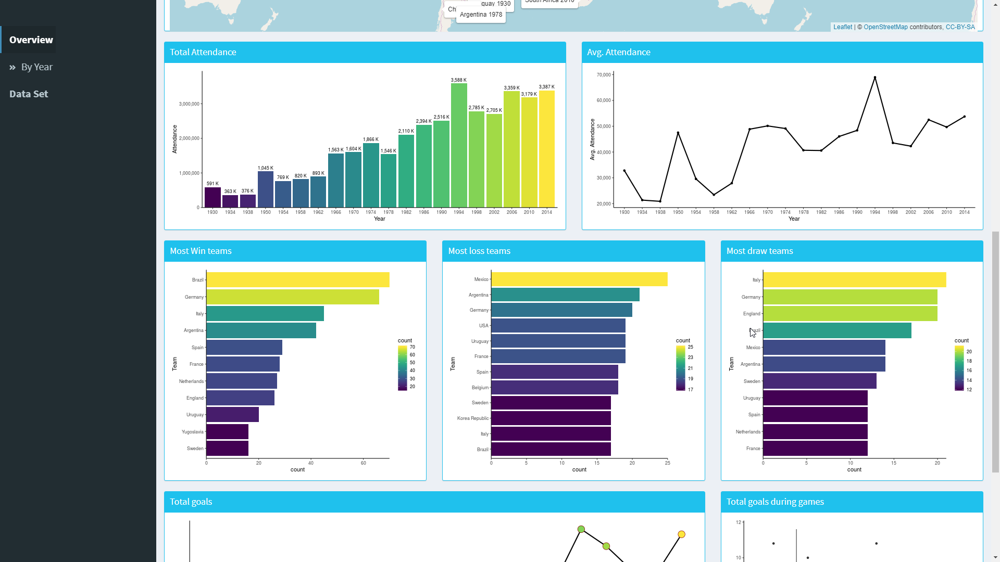 Overview
By Year
Data Set
guay 1930
South Africa 2010
Argentina 1978
Leaflet | © OpenStreetMap contributors, CC-BY-SA
Total Attendance
3,588 K
3,387 K
3,359 K
3,179 K
2,785 K
2,705 K
2,516 K
2,394 K
2,110 K
1,866 K
1,563 K
1,604 K
1,546 K
1,045 K
893 K
820 K
769 K
591 K
363 K
376 K
3,000,000
2,000,000
1,000,000
0
Attendance
1930 1934 1938 1950 1954 1958 1962 1966 1970 1974 1978 1982 1986 1990 1994 1998 2002 2006 2010 2014
Year
Avg. Attendance
70,000
60,000
50,000
40,000
30,000
20,000
Avg. Attendance
1930 1934 1938 1950 1954 1958 1962 1966 1970 1974 1978 1982 1986 1990 1994 1998 2002 2006 2010 2014
Year
Most Win teams
Brazil
Germany
Italy
Argentina
Spain
France
Netherlands
England
Uruguay
Yugoslavia
Sweden
Team
0 20 40 60
count
count
70
60
50
40
30
20
Most loss teams
Mexico
Argentina
Germany
USA
Uruguay
France
Spain
Belgium
Sweden
Korea Republic
Italy
Brazil
Team
0 5 10 15 20 25
count
count
25
23
21
19
17
Most draw teams
Italy
Germany
England
Mexico
Argentina
Sweden
Uruguay
Spain
Netherlands
France
Team
0 5 10 15 20
count
count
20
18
16
14
12
Total goals
Total goals during games
12
10